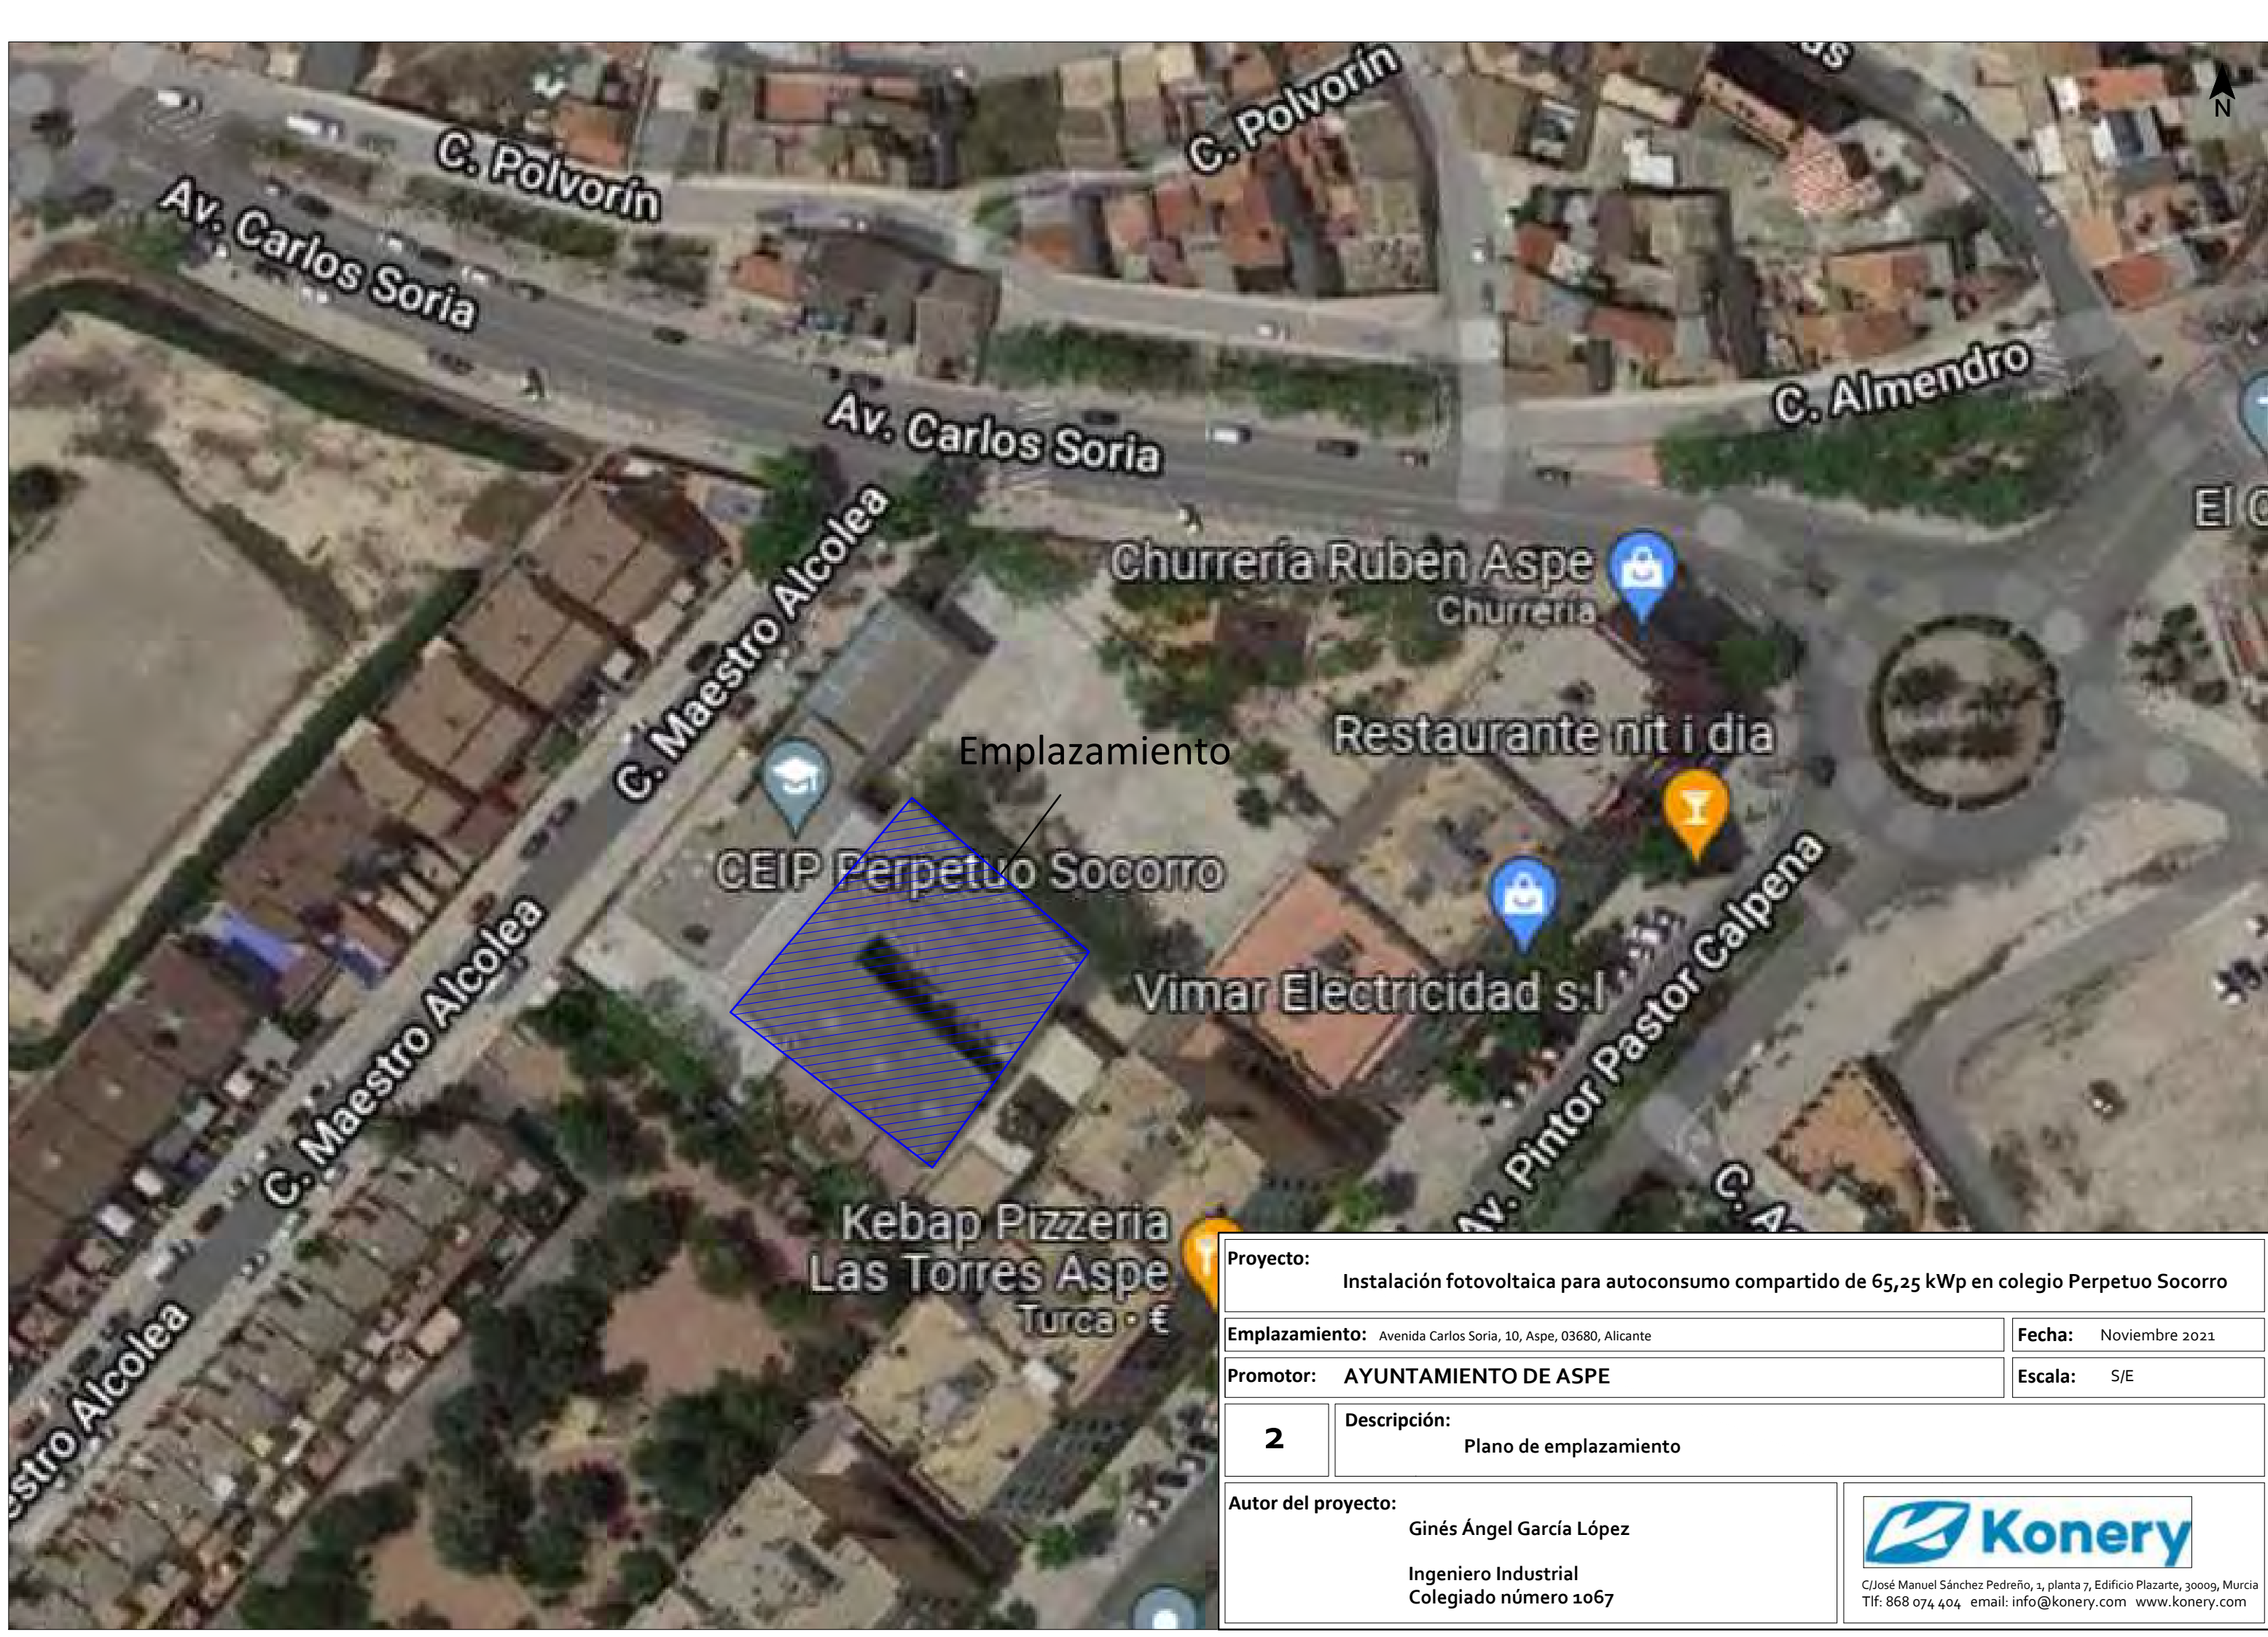 N
C. Polvorín
C. Polvorín
Av. Carlos Soria
C. Almendro
Av. Carlos Soria
C. Maestro Alcolea
Churrería Ruben Aspe
Churreria
Emplazamiento
Restaurante nit i dia
CEIP Perpetuo Socorro
Vimar Electricidad s.l
Av. Pintor Pastor Calpena
C. Maestro Alcolea
Kebap Pizzeria
Las Torres Aspe
Turca · €
estro Alcolea
Proyecto:
Instalación fotovoltaica para autoconsumo compartido de 65,25 kWp en colegio Perpetuo Socorro
Emplazamiento: Avenida Carlos Soria, 10, Aspe, 03680, Alicante
Fecha: Noviembre 2021
Promotor: AYUNTAMIENTO DE ASPE
Escala: S/E
2
Descripción:
Plano de emplazamiento
Autor del proyecto:
Ginés Ángel García López
Ingeniero Industrial
Colegiado número 1067
Konery
C/José Manuel Sánchez Pedreño, 1, planta 7, Edificio Plazarte, 30009, Murcia
Tlf: 868 074 404 email: info@konery.com www.konery.com